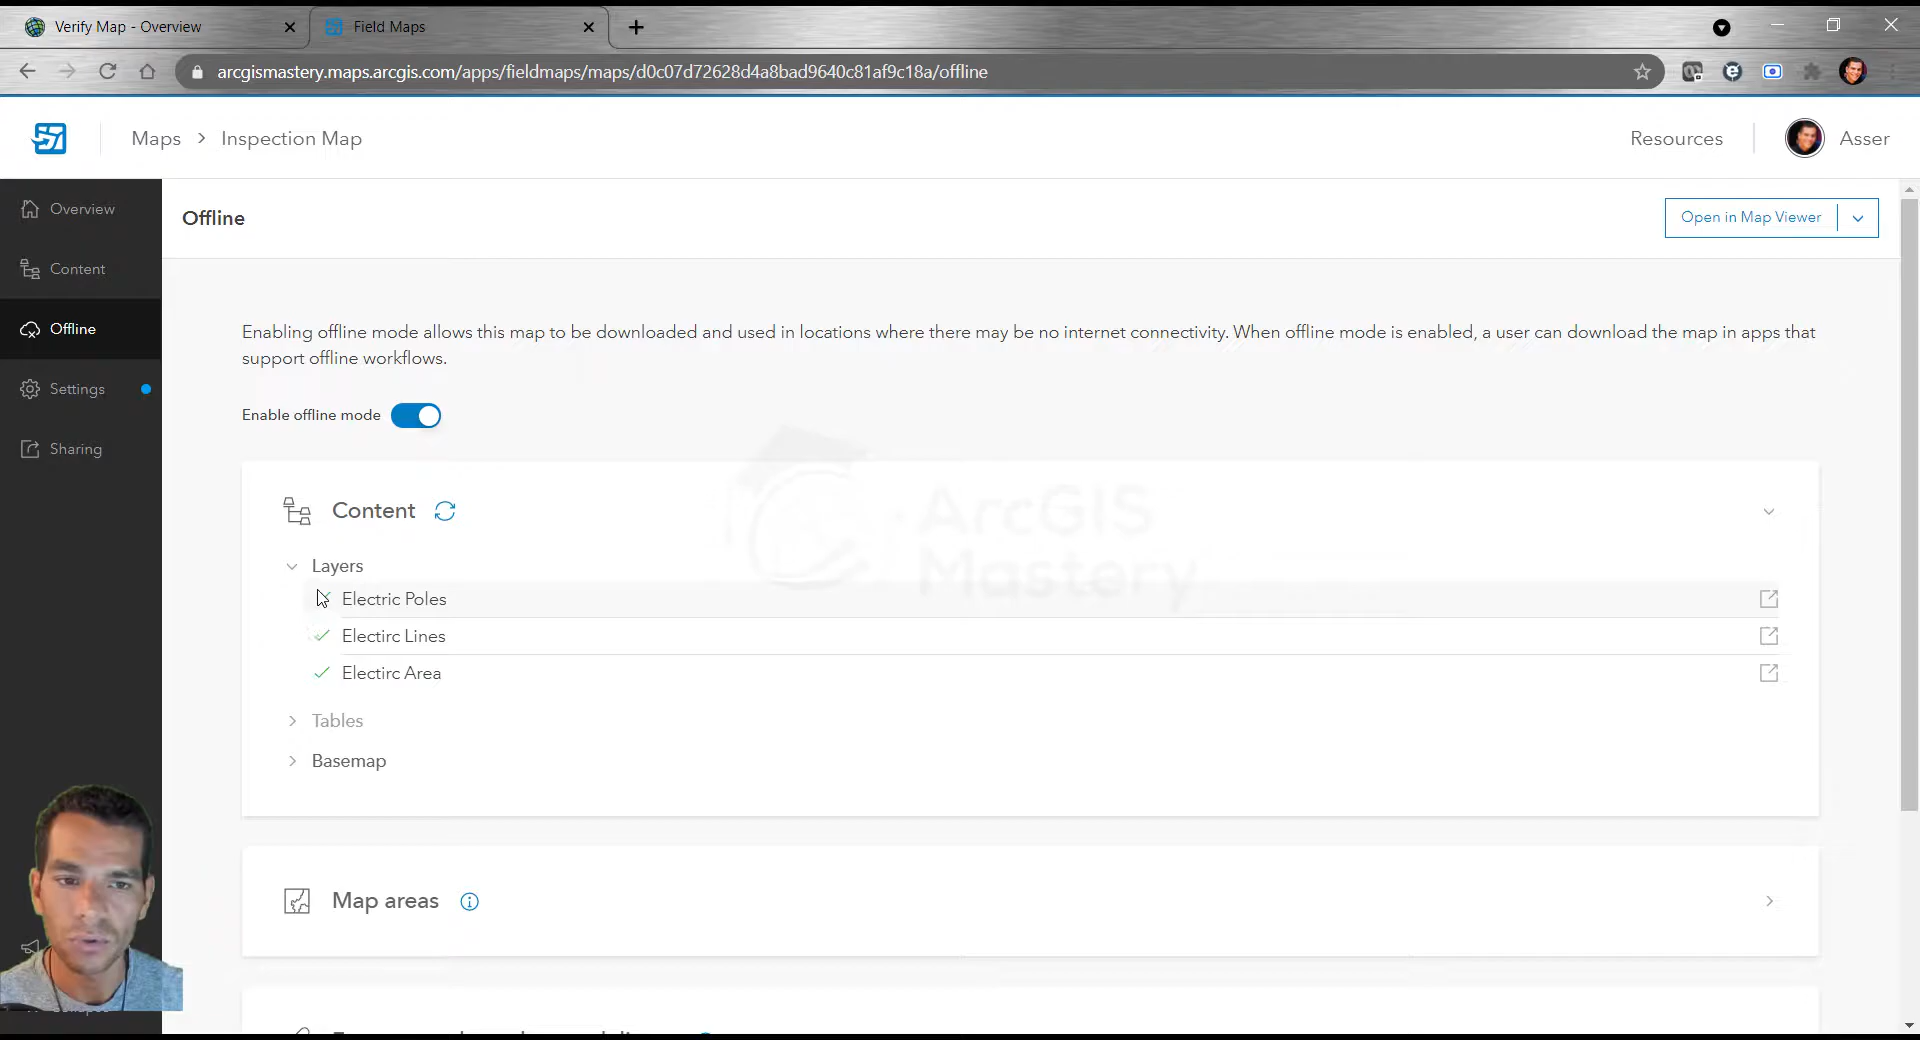 Verify Map - Overview
Field Maps
arcgismastery.maps.arcgis.com/apps/fieldmaps/maps/d0c07d72628d4a8bad9640c81af9c18a/offline
Maps > Inspection Map
Resources
Asser
Overview
Content
Offline
Settings
Sharing
Offline
Open in Map Viewer
Enabling offline mode allows this map to be downloaded and used in locations where there may be no internet connectivity. When offline mode is enabled, a user can download the map in apps that
support offline workflows.
Enable offline mode
Content
Layers
Electric Poles
Electirc Lines
Electirc Area
Tables
Basemap
Map areas
ArcGIS
Mastery